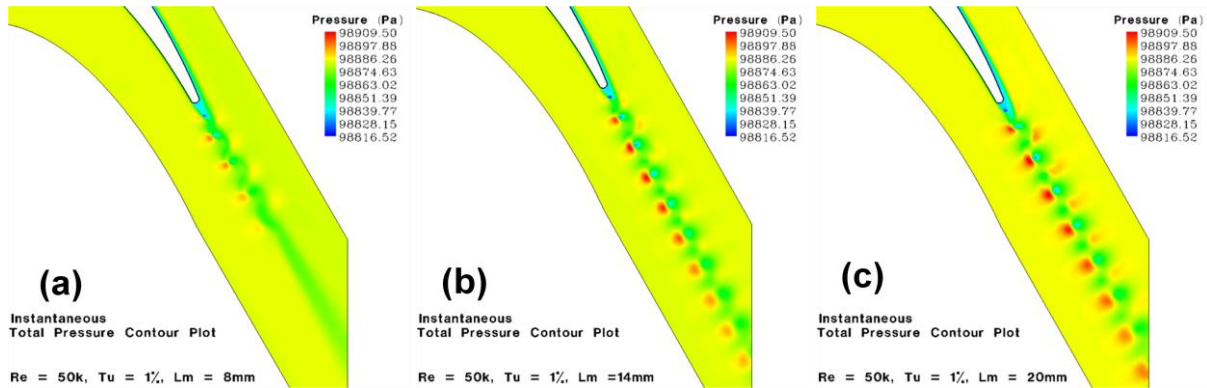 Pressure (Pa)
98909.50
98897.88
98886.26
98874.63
98863.02
98851.39
98839.77
98828.15
98816.52
(a)
Instantaneous
Total Pressure Contour Plot
Re = 50k, Tu = 1%, Lm = 8mm
Pressure (Pa)
98909.50
98897.88
98886.26
98874.63
98863.02
98851.39
98839.77
98828.15
98816.52
(b)
Instantaneous
Total Pressure Contour Plot
Re = 50k, Tu = 1%, Lm =14mm
Pressure (Pa)
98909.50
98897.88
98886.26
98874.63
98863.02
98851.39
98839.77
98828.15
98816.52
(c)
Instantaneous
Total Pressure Contour Plot
Re = 50k, Tu = 1%, Lm = 20mm